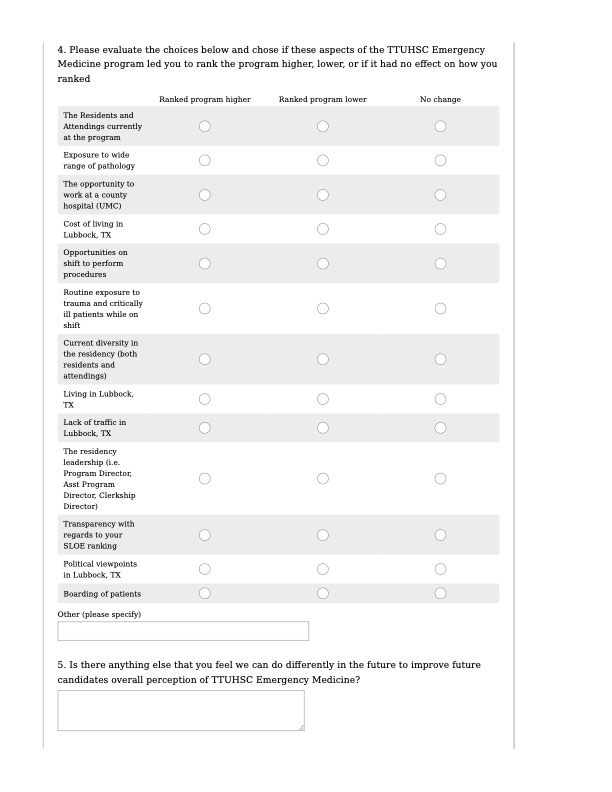 4. Please evaluate the choices below and chose if these aspects of the TTUHSC Emergency
Medicine program led you to rank the program higher, lower, or if it had no effect on how you
ranked
Ranked program higher Ranked program lower No change
The Residents and
Attendings currently
at the program
Exposure to wide
range of pathology
The opportunity to
work at a county
hospital (UMC)
Cost of living in
Lubbock, TX
Opportunities on
shift to perform
procedures
Routine exposure to
trauma and critically
ill patients while on
shift
Current diversity in
the residency (both
residents and
attendings)
Living in Lubbock,
TX
Lack of traffic in
Lubbock, TX
The residency
leadership (i.e.
Program Director,
Asst Program
Director, Clerkship
Director)
Transparency with
regards to your
SLOE ranking
Political viewpoints
in Lubbock, TX
Boarding of patients
Other (please specify)
5. Is there anything else that you feel we can do differently in the future to improve future
candidates overall perception of TTUHSC Emergency Medicine?